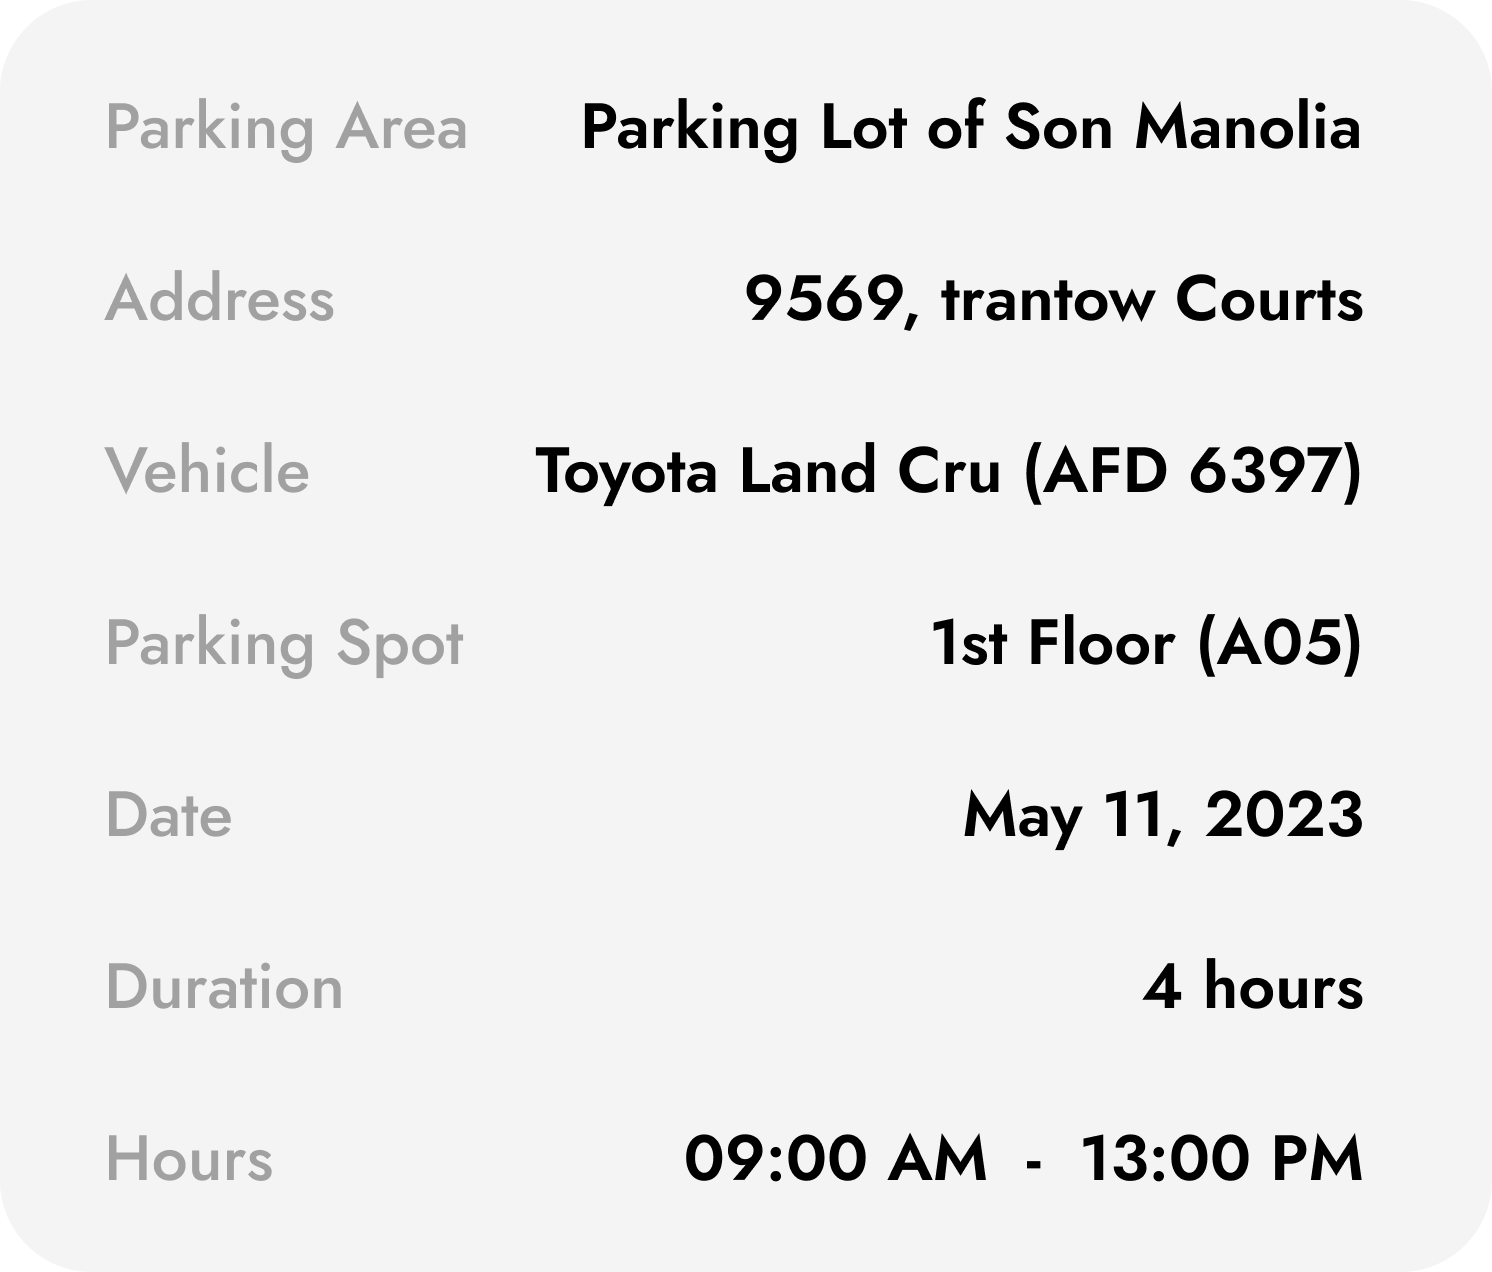 Parking Area Parking Lot of Son Manolia
Address 9569, trantow Courts
Vehicle Toyota Land Cru (AFD 6397)
Parking Spot 1st Floor (A05)
Date May 11, 2023
Duration 4 hours
Hours 09:00 AM - 13:00 PM